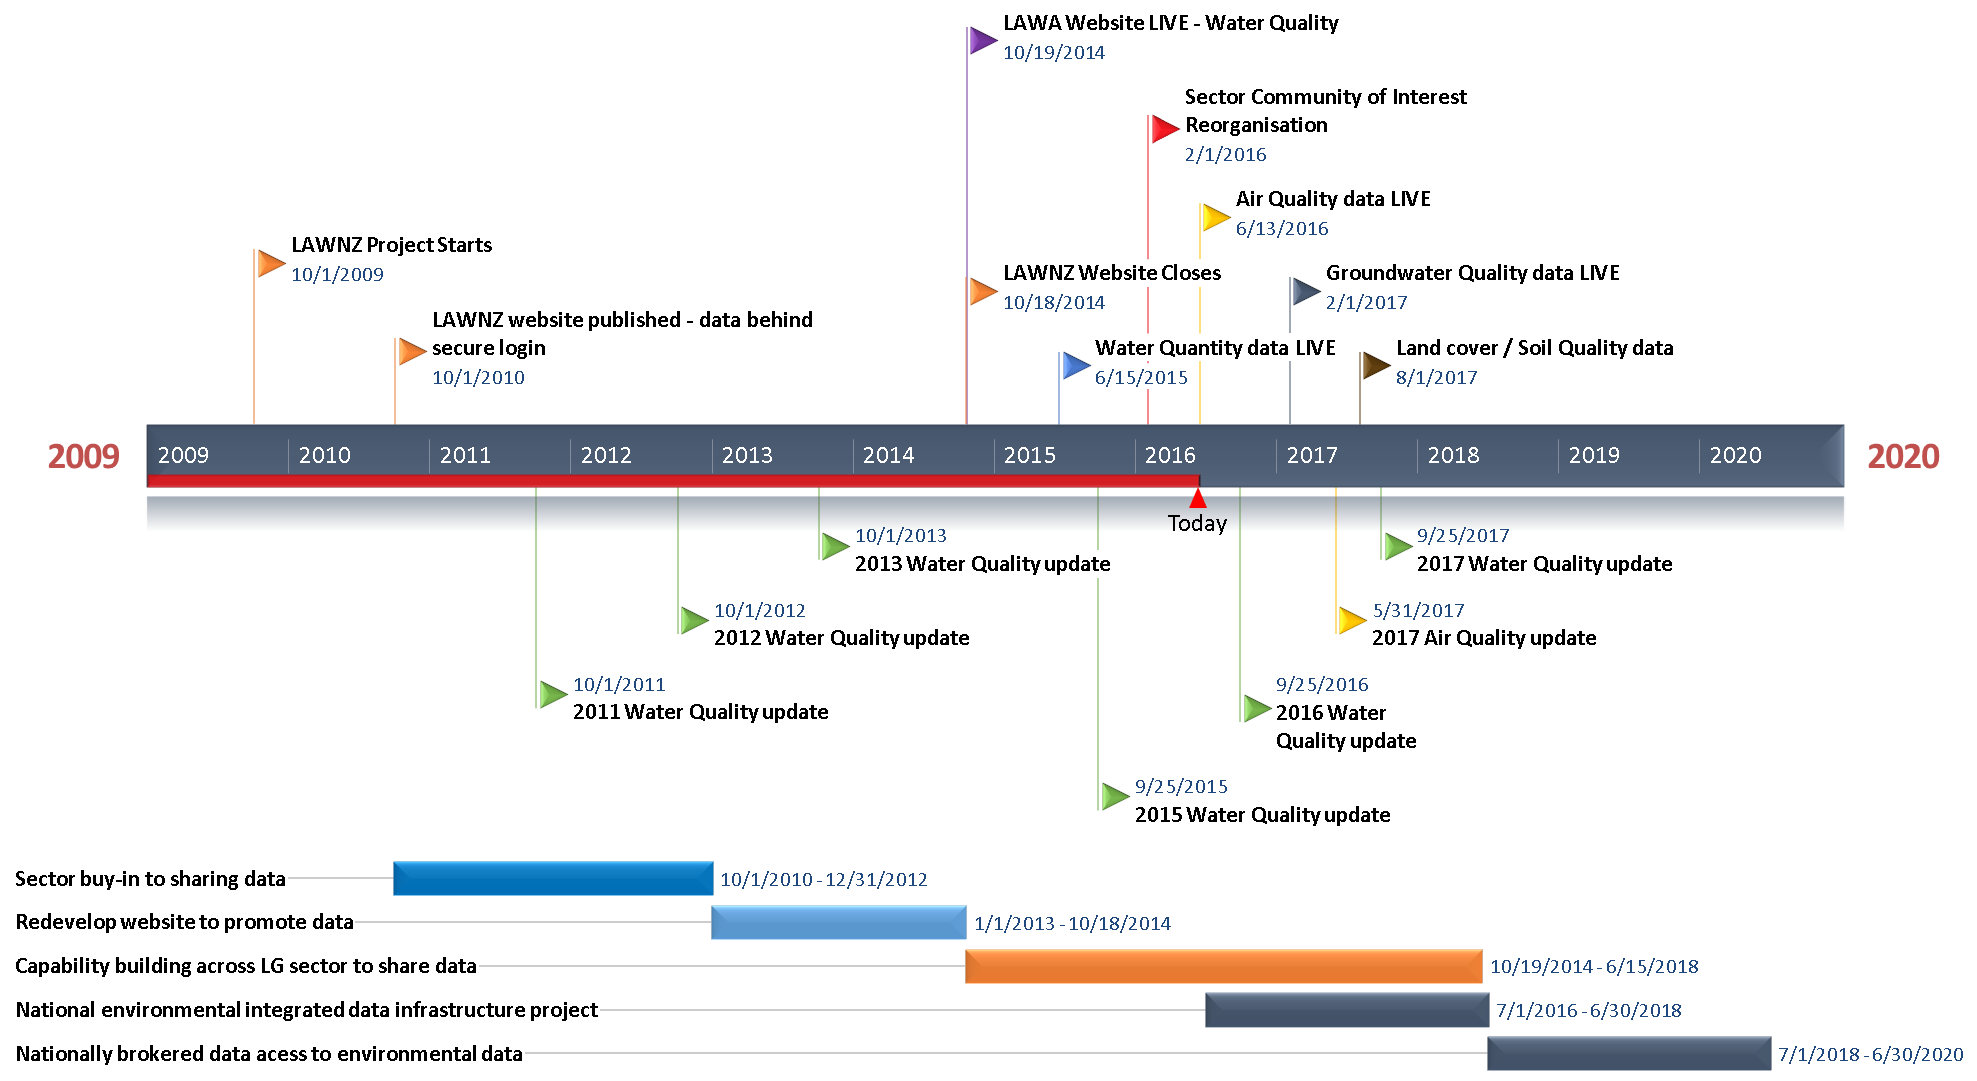 LAWA Website LIVE - Water Quality
10/19/2014
Sector Community of Interest
Reorganisation
2/1/2016
Air Quality data LIVE
6/13/2016
LAWNZ Project Starts
10/1/2009
LAWNZ Website Closes
10/18/2014
Groundwater Quality data LIVE
2/1/2017
LAWNZ website published - data behind
secure login
10/1/2010
Water Quantity data LIVE
6/15/2015
Land cover / Soil Quality data
8/1/2017
2009 2009 2010 2011 2012 2013 2014 2015 2016 2017 2018 2019 2020 2020
Today
10/1/2013
2013 Water Quality update
9/25/2017
2017 Water Quality update
10/1/2012
2012 Water Quality update
5/31/2017
2017 Air Quality update
10/1/2011
2011 Water Quality update
9/25/2016
2016 Water
Quality update
9/25/2015
2015 Water Quality update
Sector buy-in to sharing data 10/1/2010 - 12/31/2012
Redevelop website to promote data 1/1/2013 - 10/18/2014
Capability building across LG sector to share data 10/19/2014 - 6/15/2018
National environmental integrated data infrastructure project 7/1/2016 - 6/30/2018
Nationally brokered data acess to environmental data 7/1/2018 - 6/30/2020